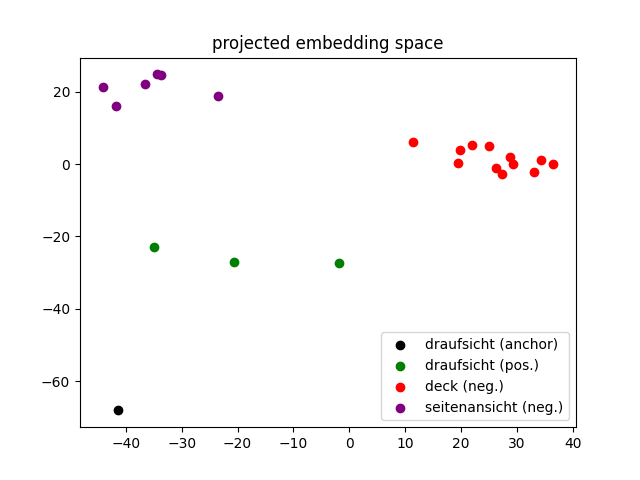 projected embedding space
20
0
−20
−40
−60
−40
−30
−20
−10
0
10
20
30
40
draufsicht (anchor)
draufsicht (pos.)
deck (neg.)
seitenansicht (neg.)